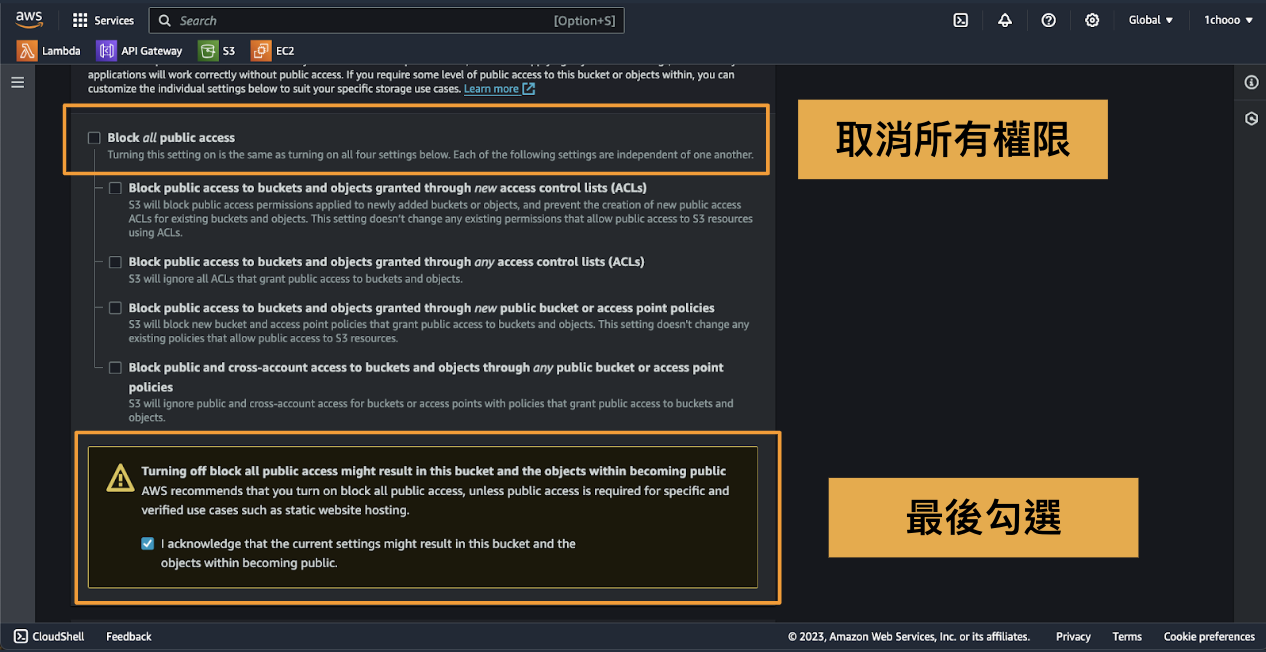 aws
Services
Search
[Option+S]
Global ▼
1chooo ▼
Lambda
API Gateway
S3
EC2
applications will work correctly without public access. If you require some level of public access to this bucket or objects within, you can
customize the individual settings below to suit your specific storage use cases. Learn more
Block all public access
Turning this setting on is the same as turning on all four settings below. Each of the following settings are independent of one another.
取消所有權限
Block public access to buckets and objects granted through new access control lists (ACLs)
S3 will block public access permissions applied to newly added buckets or objects, and prevent the creation of new public access
ACLs for existing buckets and objects. This setting doesn't change any existing permissions that allow public access to S3 resources
using ACLs.
Block public access to buckets and objects granted through any access control lists (ACLs)
S3 will ignore all ACLs that grant public access to buckets and objects.
Block public access to buckets and objects granted through new public bucket or access point policies
S3 will block new bucket and access point policies that grant public access to buckets and objects. This setting doesn't change any
existing policies that allow public access to S3 resources.
Block public and cross-account access to buckets and objects through any public bucket or access point
policies
S3 will ignore public and cross-account access for buckets or access points with policies that grant public access to buckets and
objects.
Turning off block all public access might result in this bucket and the objects within becoming public
AWS recommends that you turn on block all public access, unless public access is required for specific and
verified use cases such as static website hosting.
最後勾選
I acknowledge that the current settings might result in this bucket and the
objects within becoming public.
CloudShell
Feedback
© 2023, Amazon Web Services, Inc. or its affiliates.
Privacy
Terms
Cookie preferences